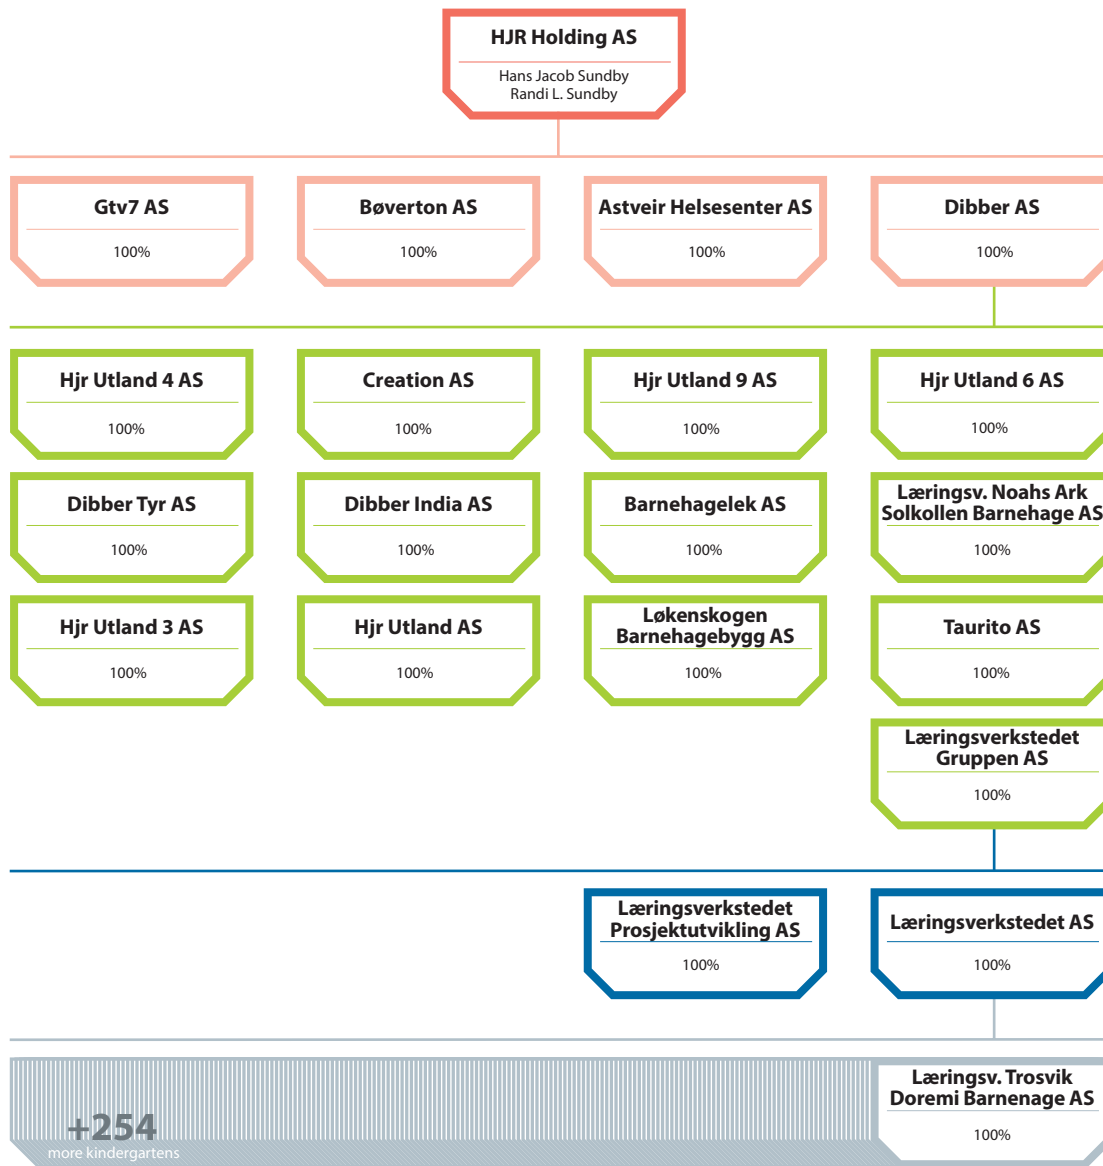 HJR Holding AS
Hans Jacob Sundby
Randi L. Sundby
Gtv7 AS
100%
Bøverton AS
100%
Astveir Helsesenter AS
100%
Dibber AS
100%
Hjr Utland 4 AS
100%
Creation AS
100%
Hjr Utland 9 AS
100%
Hjr Utland 6 AS
100%
Dibber Tyr AS
100%
Dibber India AS
100%
Barnehagelek AS
100%
Læringsv. Noahs Ark
Solkollen Barnehage AS
100%
Hjr Utland 3 AS
100%
Hjr Utland AS
100%
Løkenskogen
Barnehagebygg AS
100%
Taurito AS
100%
Læringsverkstedet
Gruppen AS
100%
Læringsverkstedet
Prosjektutvikling AS
100%
Læringsverkstedet AS
100%
+254
more kindergartens
Læringsv. Trosvik
Doremi Barnenage AS
100%